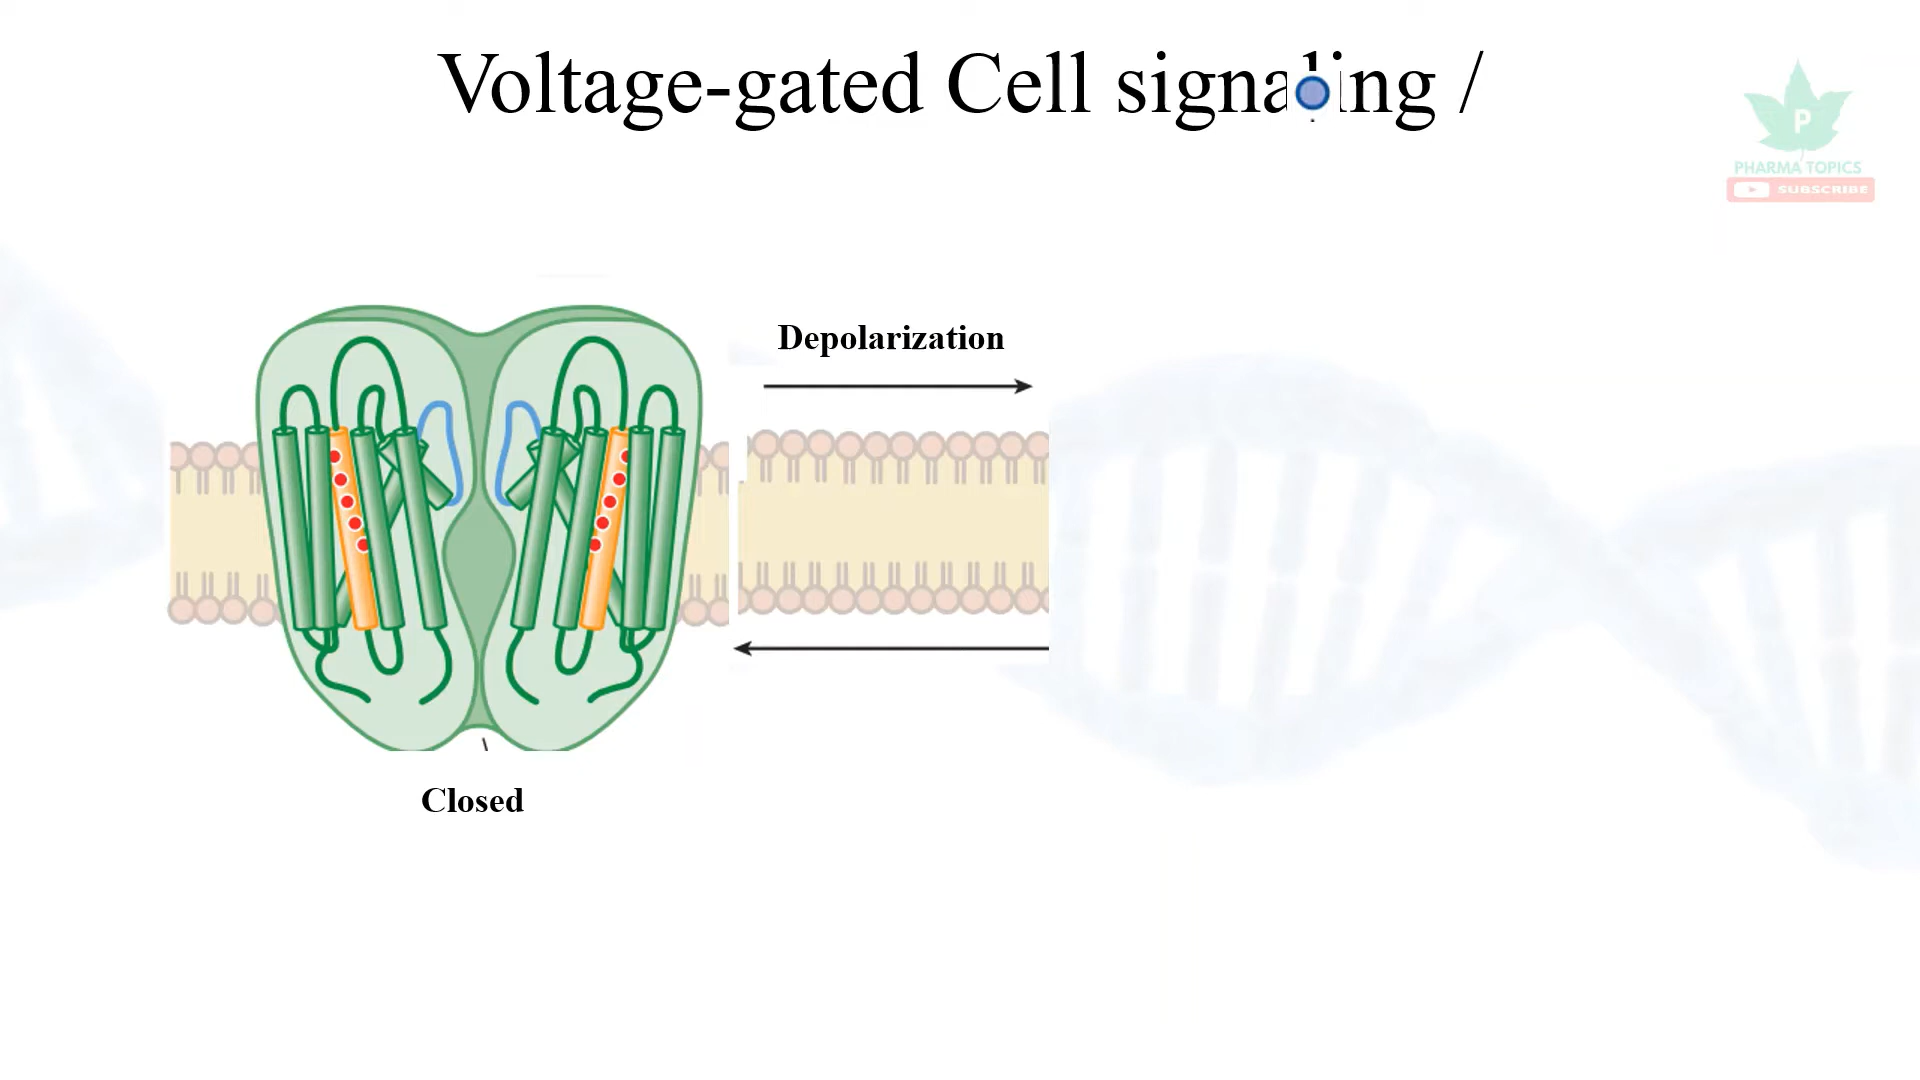 Voltage-gated Cell signaling /
P
PHARMA TOPICS
SUBSCRIBE
Depolarization
Closed